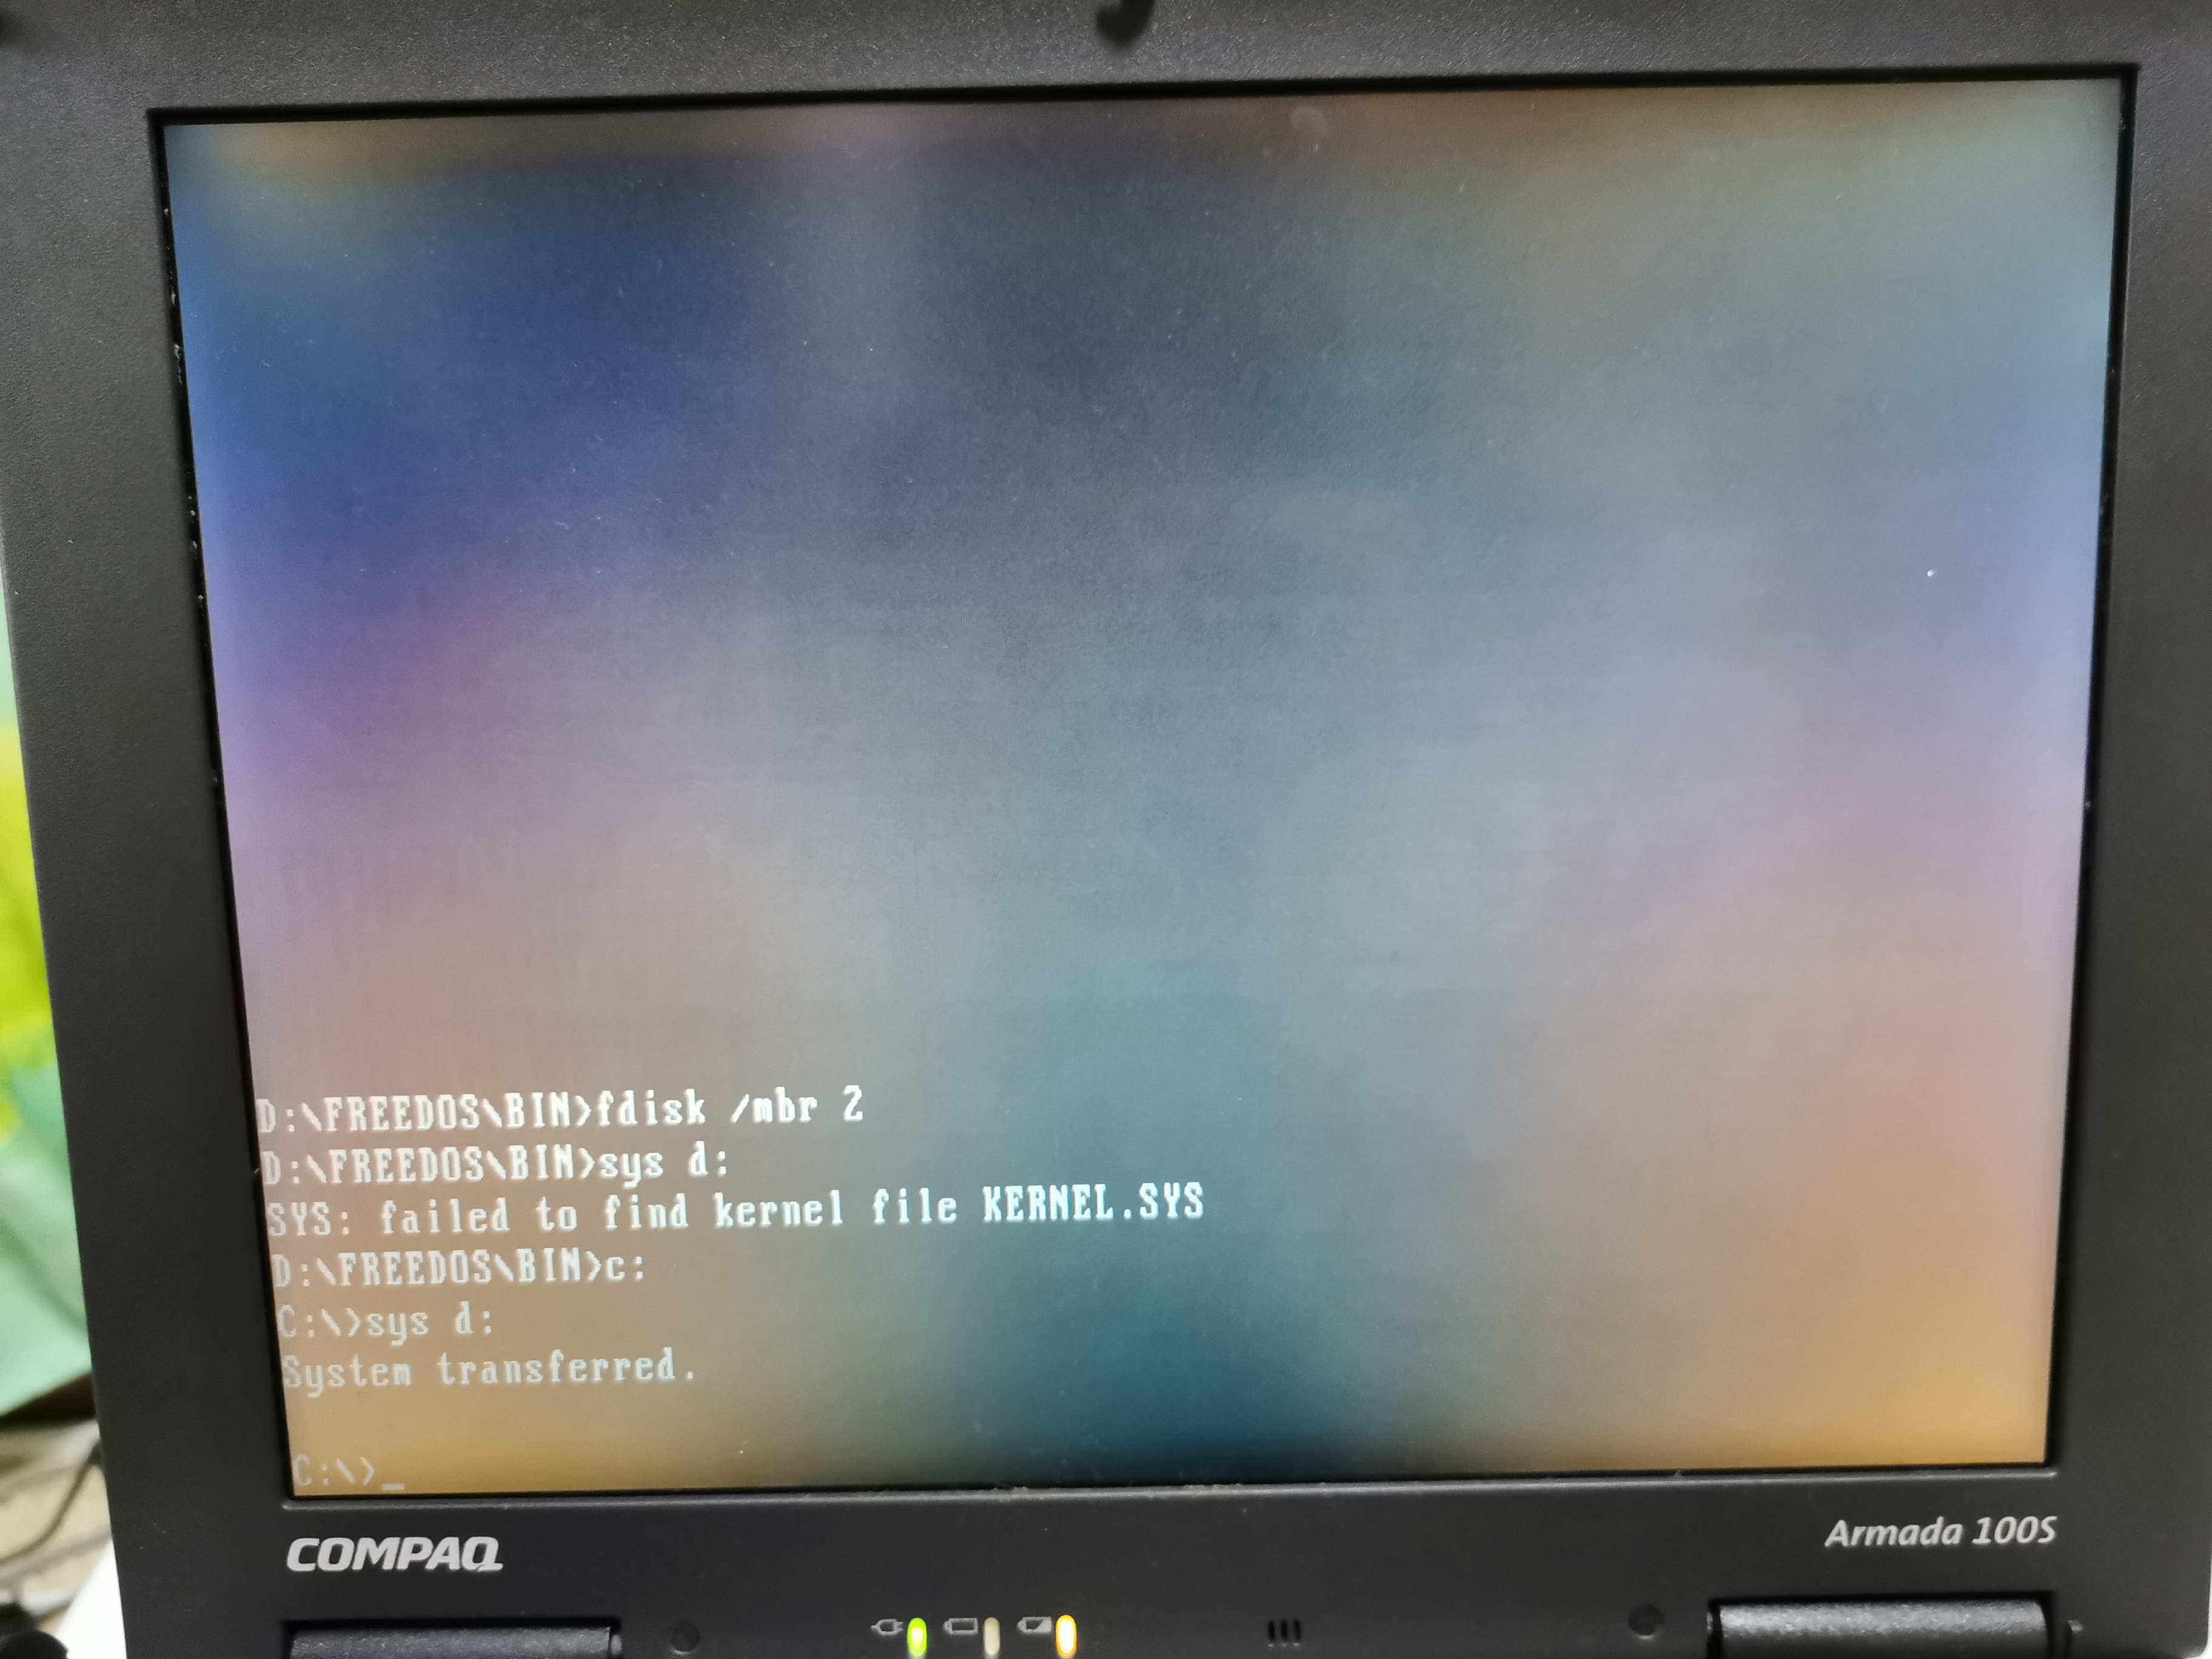 D:\FREEDOS\BIN>fdisk /mbr 2
D:\FREEDOS\BIN>sys d:
SYS: failed to find kernel file KERNEL.SYS
D:\FREEDOS\BIN>c:
C:\>sys d:
System transferred.
C:\>_
COMPAQ
Armada 100S